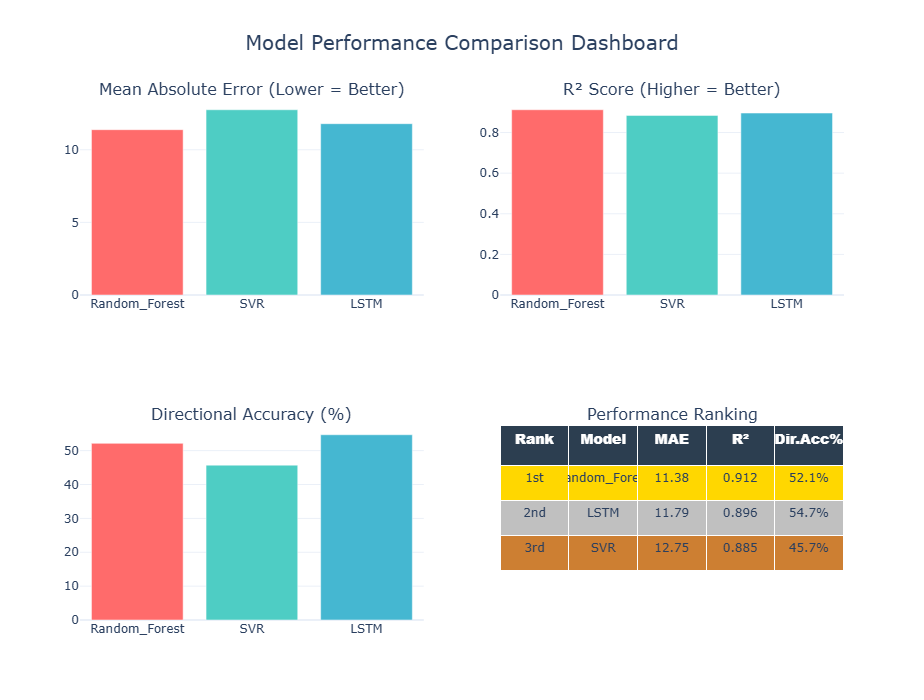 Model Performance Comparison Dashboard
Mean Absolute Error (Lower = Better)
10
5
0
Random_Forest SVR LSTM
R² Score (Higher = Better)
0.8
0.6
0.4
0.2
0
Random_Forest SVR LSTM
Directional Accuracy (%)
50
40
30
20
10
0
Random_Forest SVR LSTM
Performance Ranking
Rank Model MAE R² Dir.Acc%
1st andom_Fore 11.38 0.912 52.1%
2nd LSTM 11.79 0.896 54.7%
3rd SVR 12.75 0.885 45.7%